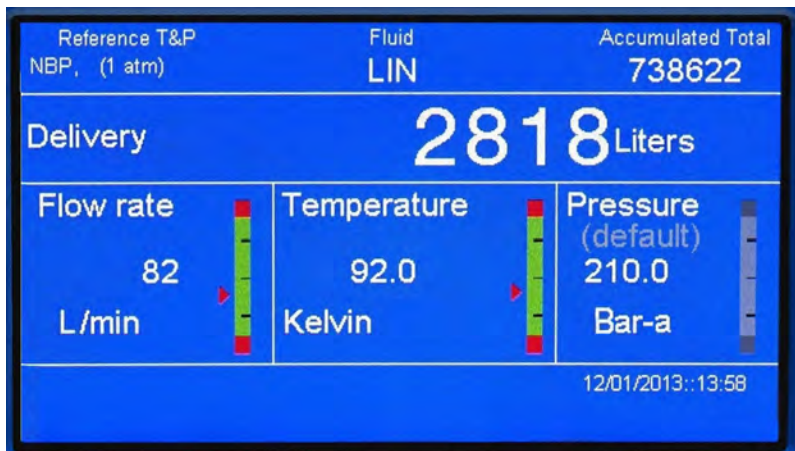 Reference T&P
NBP, (1 atm)
Fluid
LIN
Accumulated Total
738622
Delivery
2818 Liters
Flow rate
82
L/min
Temperature
92.0
Kelvin
Pressure
(default)
210.0
Bar-a
12/01/2013::13:58